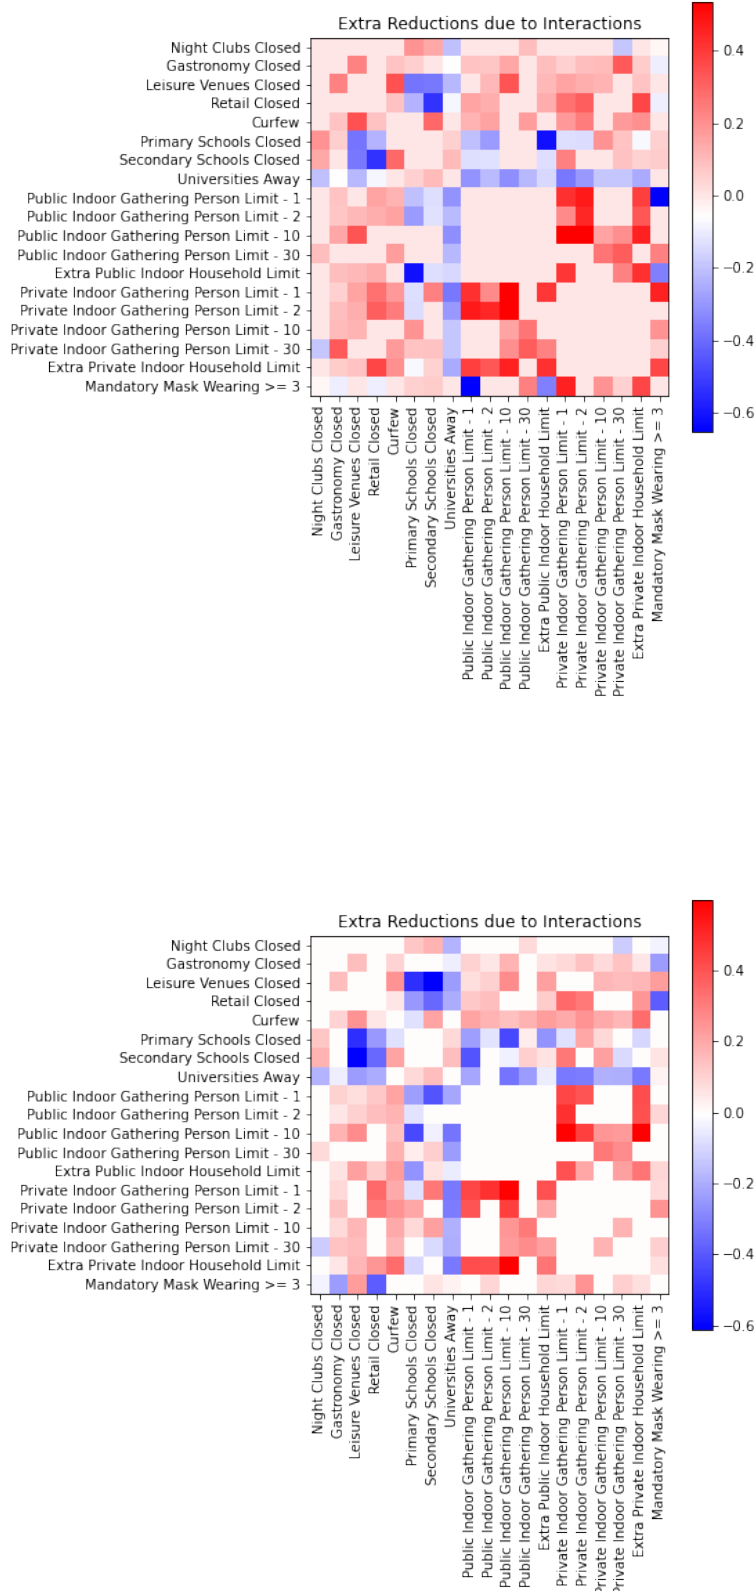 Extra Reductions due to Interactions
Night Clubs Closed
Gastronomy Closed
Leisure Venues Closed
Retail Closed
Curfew
Primary Schools Closed
Secondary Schools Closed
Universities Away
Public Indoor Gathering Person Limit - 1
Public Indoor Gathering Person Limit - 2
Public Indoor Gathering Person Limit - 10
Public Indoor Gathering Person Limit - 30
Extra Public Indoor Household Limit
Private Indoor Gathering Person Limit - 1
Private Indoor Gathering Person Limit - 2
Private Indoor Gathering Person Limit - 10
Private Indoor Gathering Person Limit - 30
Extra Private Indoor Household Limit
Mandatory Mask Wearing >= 3
Night Clubs Closed
Gastronomy Closed
Leisure Venues Closed
Retail Closed
Curfew
Primary Schools Closed
Secondary Schools Closed
Universities Away
Public Indoor Gathering Person Limit - 1
Public Indoor Gathering Person Limit - 2
Public Indoor Gathering Person Limit - 10
Public Indoor Gathering Person Limit - 30
Extra Public Indoor Household Limit
Private Indoor Gathering Person Limit - 1
Private Indoor Gathering Person Limit - 2
Private Indoor Gathering Person Limit - 10
Private Indoor Gathering Person Limit - 30
Extra Private Indoor Household Limit
Mandatory Mask Wearing >= 3
0.4
0.2
0.0
−0.2
−0.4
−0.6
Extra Reductions due to Interactions
Night Clubs Closed
Gastronomy Closed
Leisure Venues Closed
Retail Closed
Curfew
Primary Schools Closed
Secondary Schools Closed
Universities Away
Public Indoor Gathering Person Limit - 1
Public Indoor Gathering Person Limit - 2
Public Indoor Gathering Person Limit - 10
Public Indoor Gathering Person Limit - 30
Extra Public Indoor Household Limit
Private Indoor Gathering Person Limit - 1
Private Indoor Gathering Person Limit - 2
Private Indoor Gathering Person Limit - 10
Private Indoor Gathering Person Limit - 30
Extra Private Indoor Household Limit
Mandatory Mask Wearing >= 3
Night Clubs Closed
Gastronomy Closed
Leisure Venues Closed
Retail Closed
Curfew
Primary Schools Closed
Secondary Schools Closed
Universities Away
Public Indoor Gathering Person Limit - 1
Public Indoor Gathering Person Limit - 2
Public Indoor Gathering Person Limit - 10
Public Indoor Gathering Person Limit - 30
Extra Public Indoor Household Limit
Private Indoor Gathering Person Limit - 1
Private Indoor Gathering Person Limit - 2
Private Indoor Gathering Person Limit - 10
Private Indoor Gathering Person Limit - 30
Extra Private Indoor Household Limit
Mandatory Mask Wearing >= 3
0.4
0.2
0.0
−0.2
−0.4
−0.6